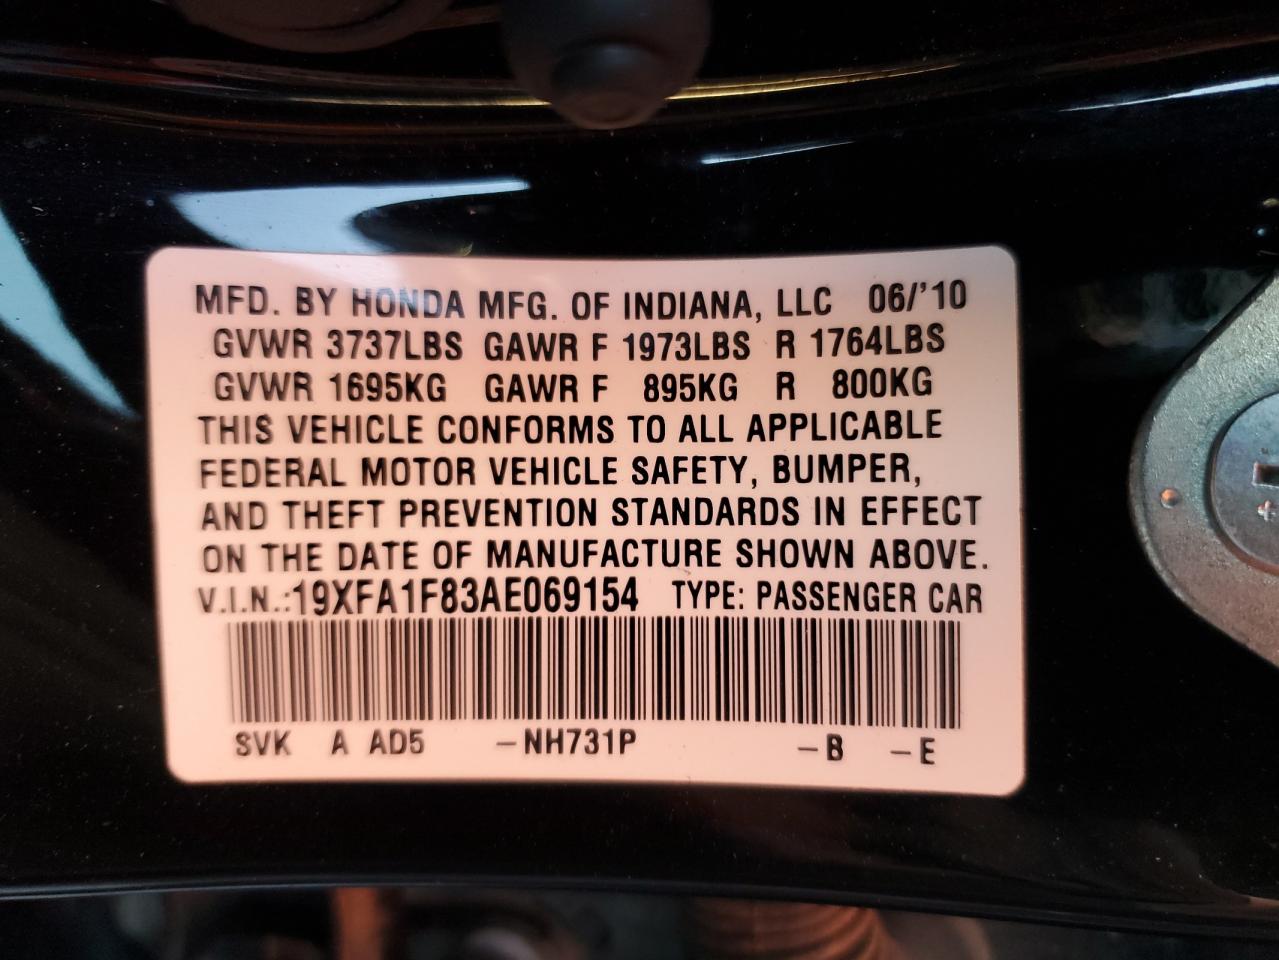 MFD. BY HONDA MFG. OF INDIANA, LLC 06/'10
GVWR 3737LBS GAWR F 1973LBS R 1764LBS
GVWR 1695KG GAWR F 895KG R 800KG
THIS VEHICLE CONFORMS TO ALL APPLICABLE
FEDERAL MOTOR VEHICLE SAFETY, BUMPER,
AND THEFT PREVENTION STANDARDS IN EFFECT
ON THE DATE OF MANUFACTURE SHOWN ABOVE.
V.I.N.:19XFA1F83AE069154 TYPE: PASSENGER CAR
SVK A AD5 -NH731P -B -E